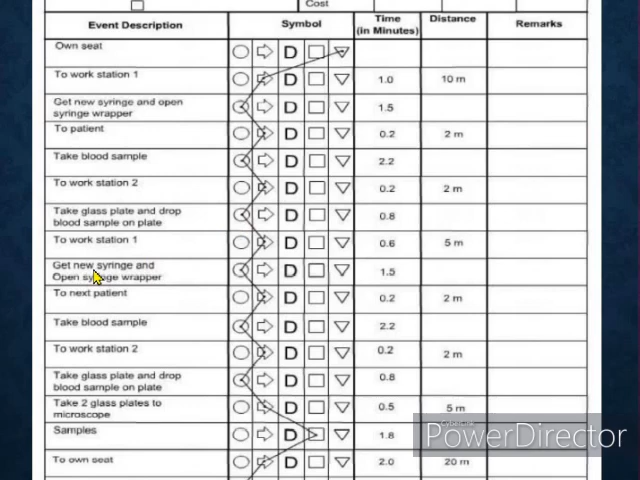 Cost
Event Description Symbol Time (in Minutes) Distance Remarks
Own seat D
To work station 1 D 1.0 10 m
Get new syringe and open
syringe wrapper D 1.5
To patient D 0.2 2 m
Take blood sample D 2.2
To work station 2 D 0.2 2 m
Take glass plate and drop
blood sample on plate D 0.8
To work station 1 D 0.6 5 m
Get new syringe and
Open syringe wrapper D 1.5
To next patient D 0.2 2 m
Take blood sample D 2.2
To work station 2 D 0.2 2 m
Take glass plate and drop
blood sample on plate D 0.8
Take 2 glass plates to
microscope D 0.5 5 m
Samples D 1.8
To own seat D 2.0 20 m
CyberLink
PowerDirector